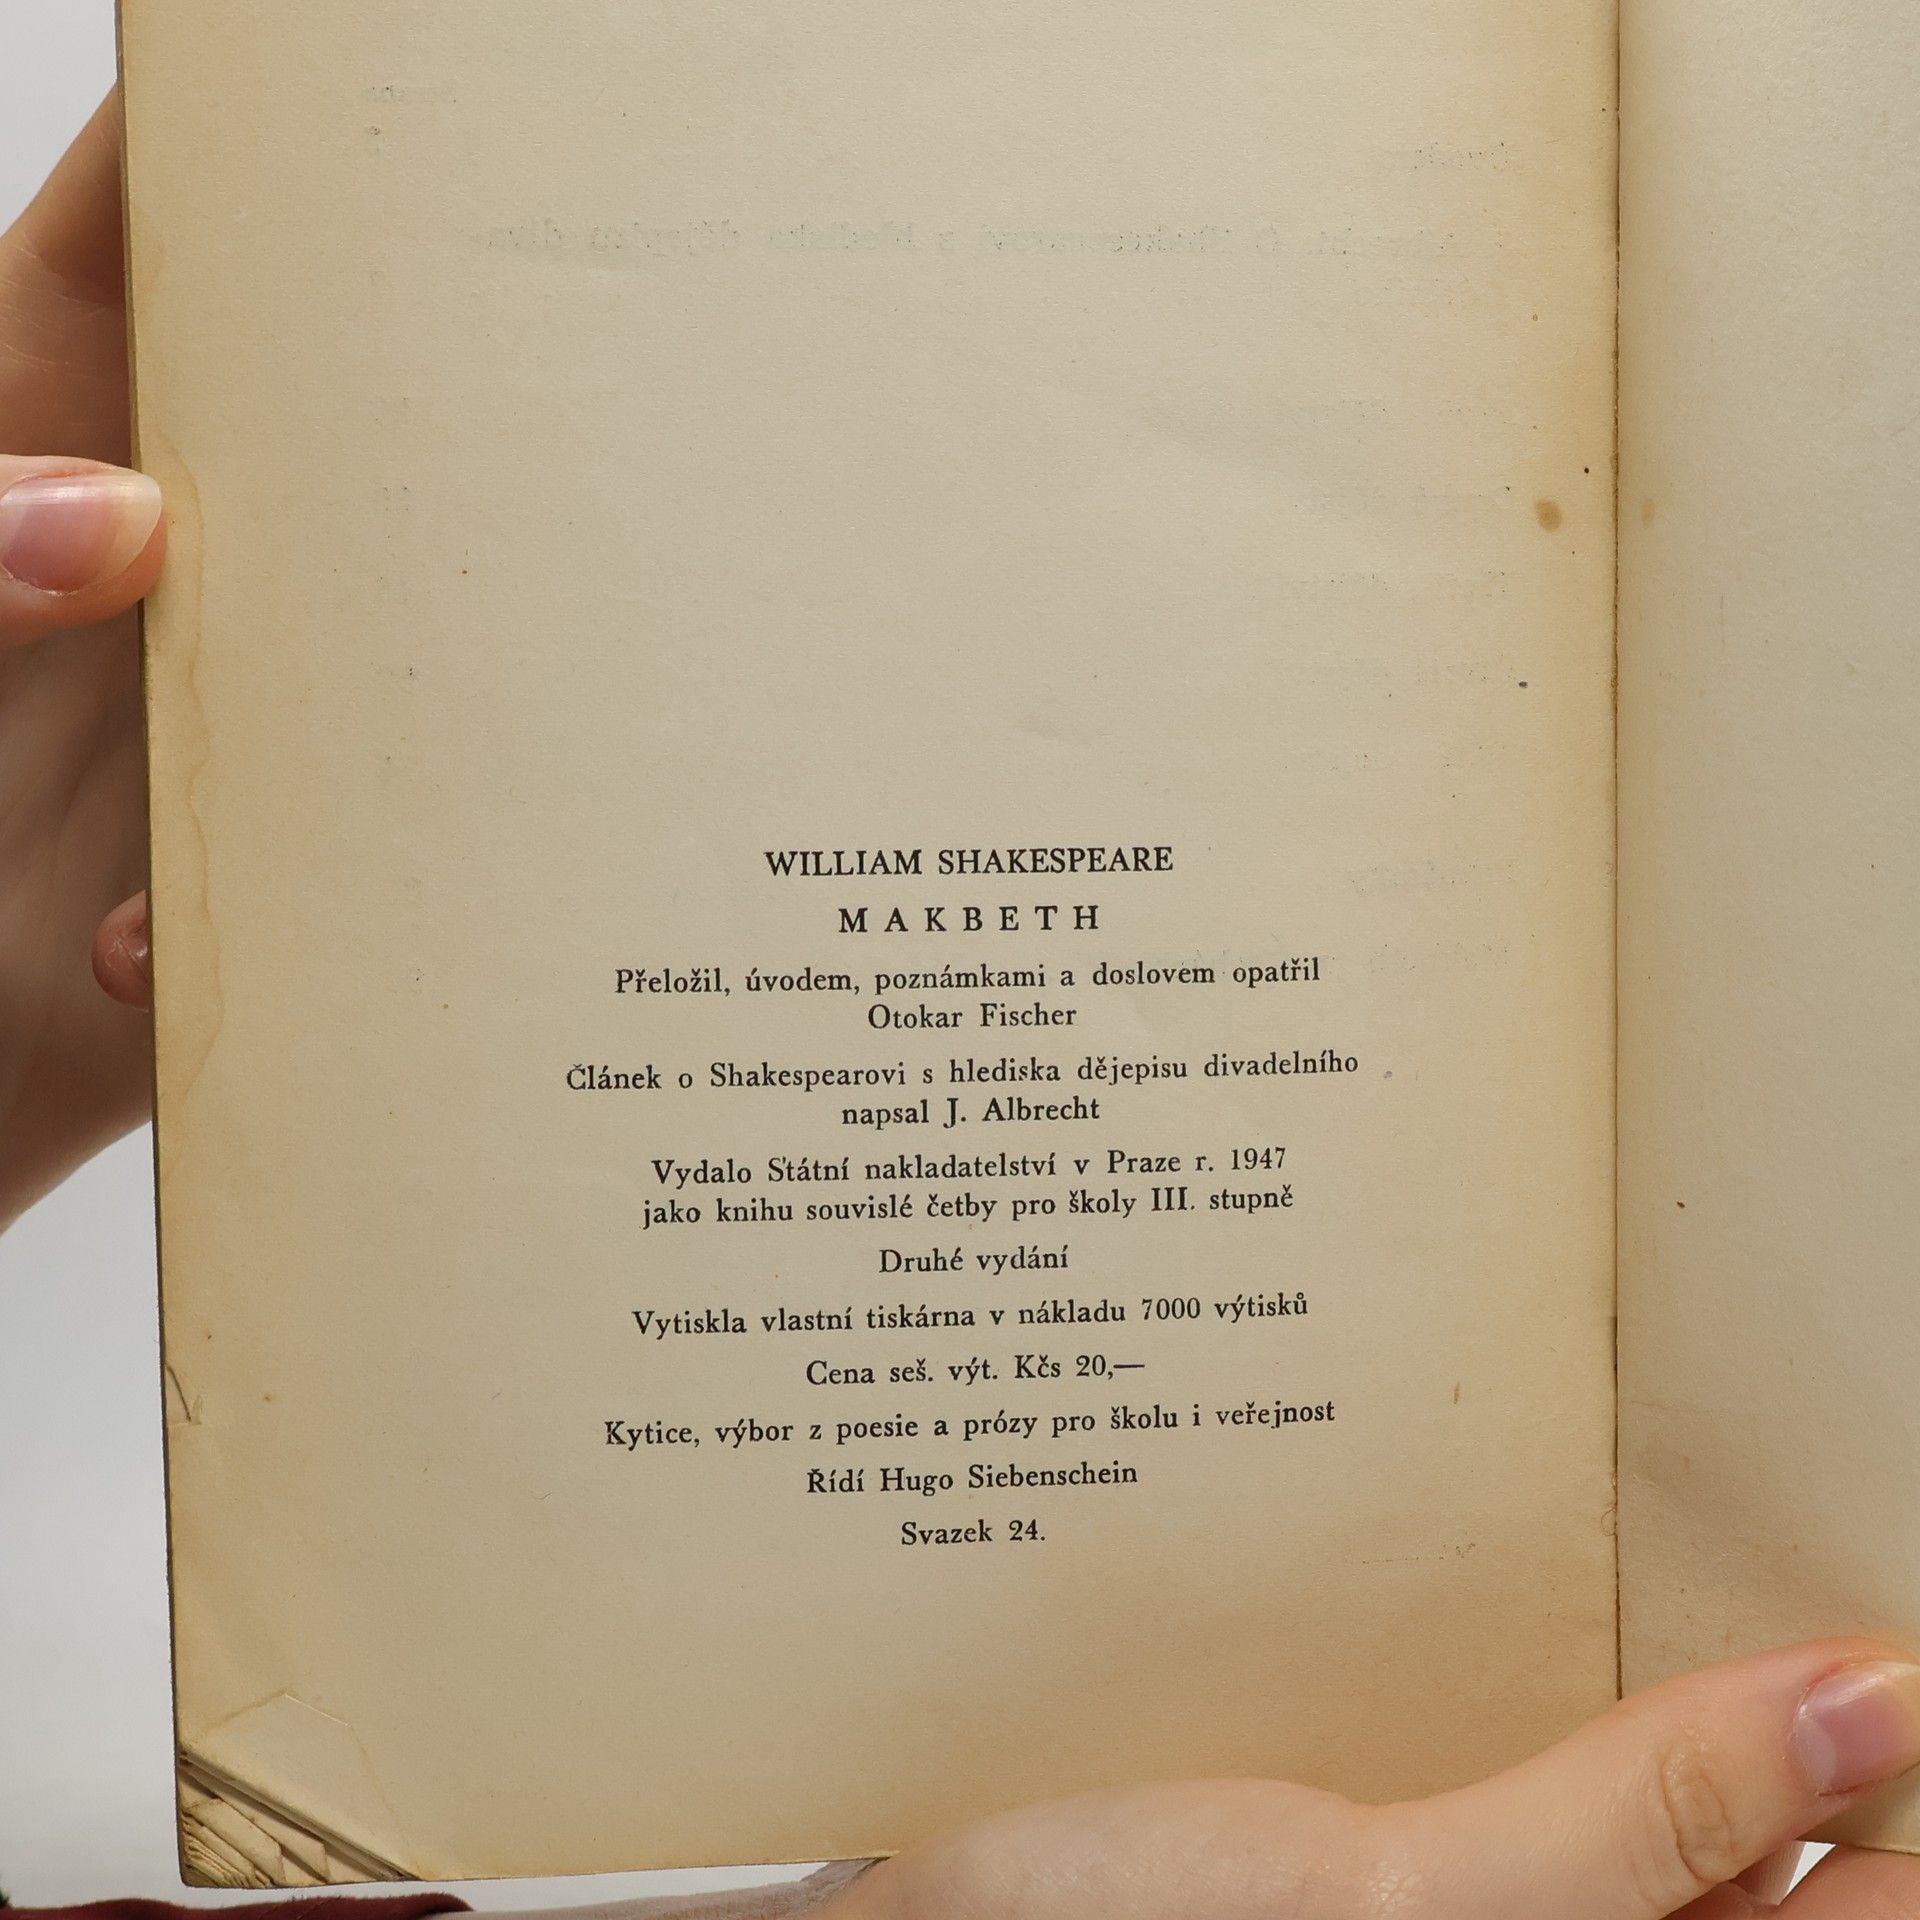 WILLIAM SHAKESPEARE
MAKBETH
Přeložil, úvodem, poznámkami a doslovem opatřil
Otokar Fischer
Článek o Shakespearovi s hlediska dějepisu divadelního
napsal J. Albrecht
Vydalo Státní nakladatelství v Praze r. 1947
jako knihu souvislé četby pro školy III. stupně
Druhé vydání
Vytiskla vlastní tiskárna v nákladu 7000 výtisků
Cena seš. výt. Kčs 20,—
Kytice, výbor z poesie a prózy pro školu i veřejnost
Řídí Hugo Siebenschein
Svazek 24.